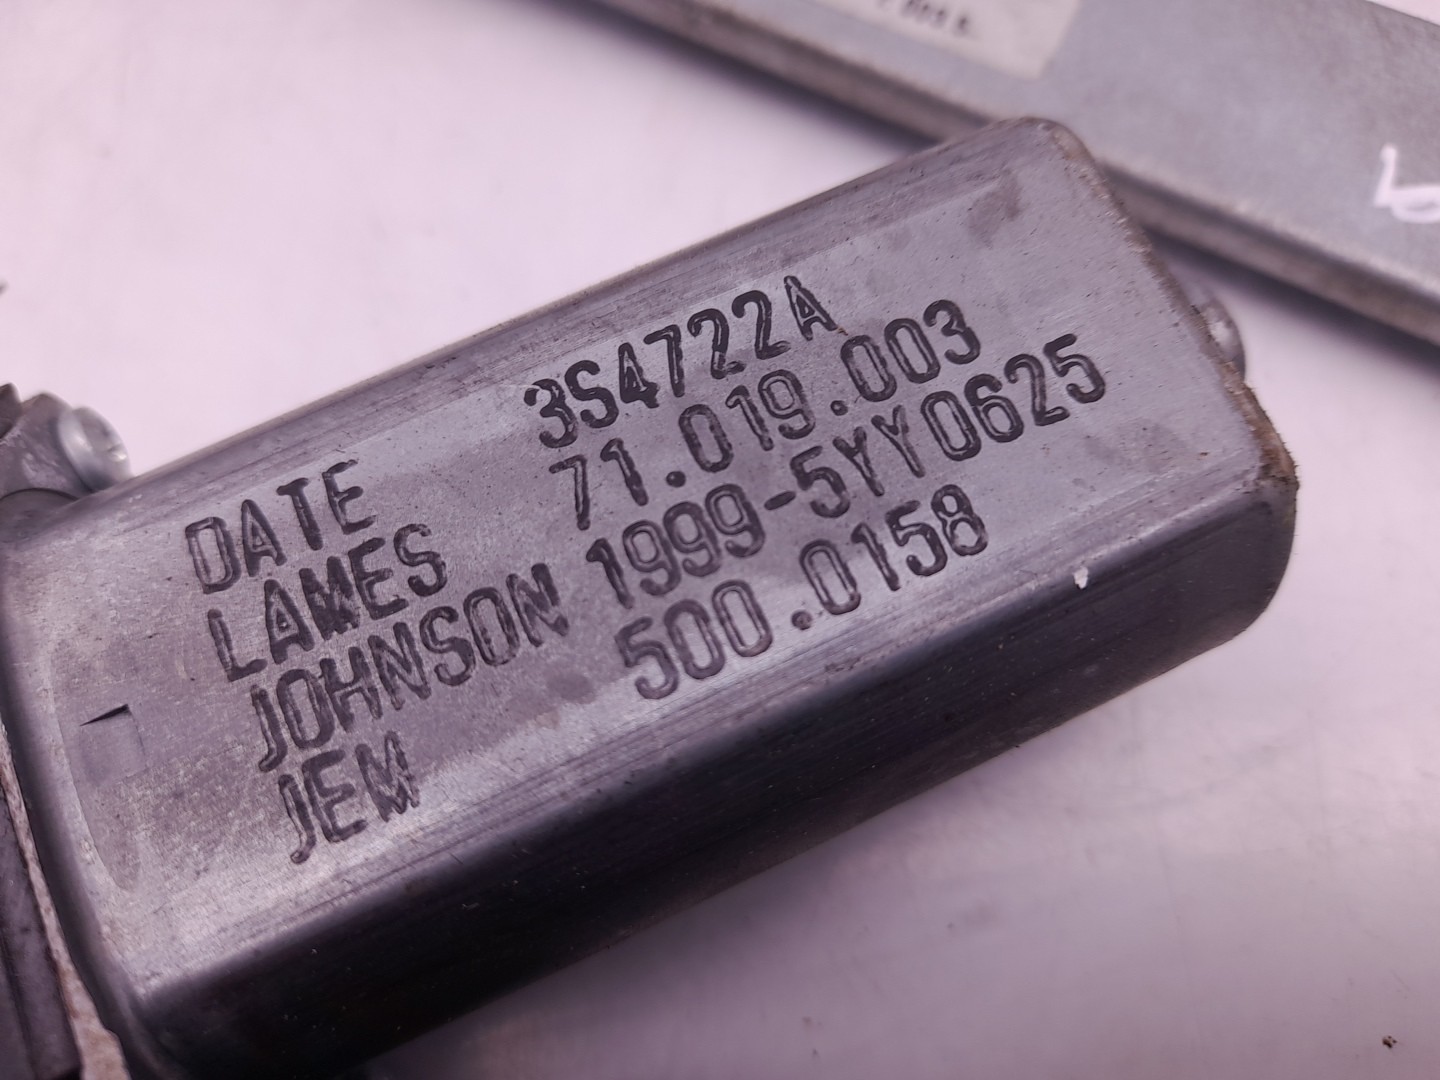 DATE 3S4722A
LAMES 71.019.003
JOHNSON 1999-5YY0625
JEM 500.0158